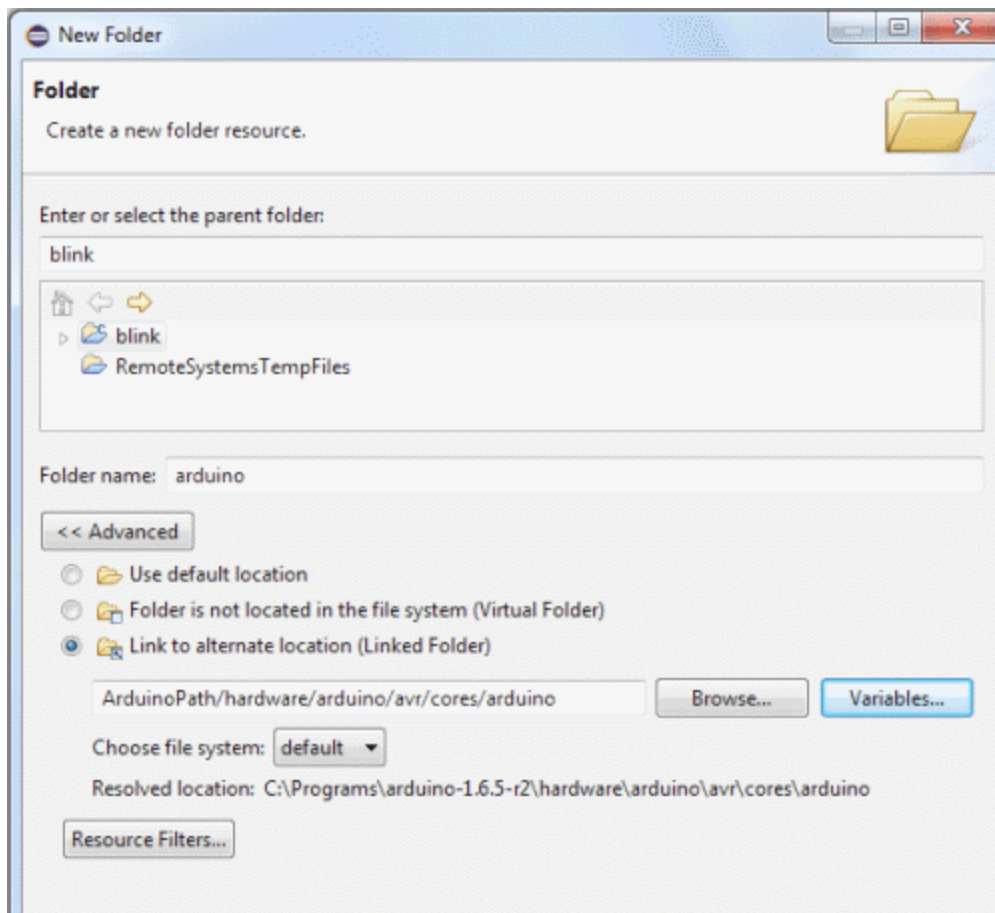 New Folder
Folder
Create a new folder resource.
Enter or select the parent folder:
blink
blink
RemoteSystemsTempFiles
Folder name: arduino
<< Advanced
Use default location
Folder is not located in the file system (Virtual Folder)
Link to alternate location (Linked Folder)
ArduinoPath/hardware/arduino/avr/cores/arduino Browse... Variables...
Choose file system: default
Resolved location: C:\Programs\arduino-1.6.5-r2\hardware\arduino\avr\cores\arduino
Resource Filters...